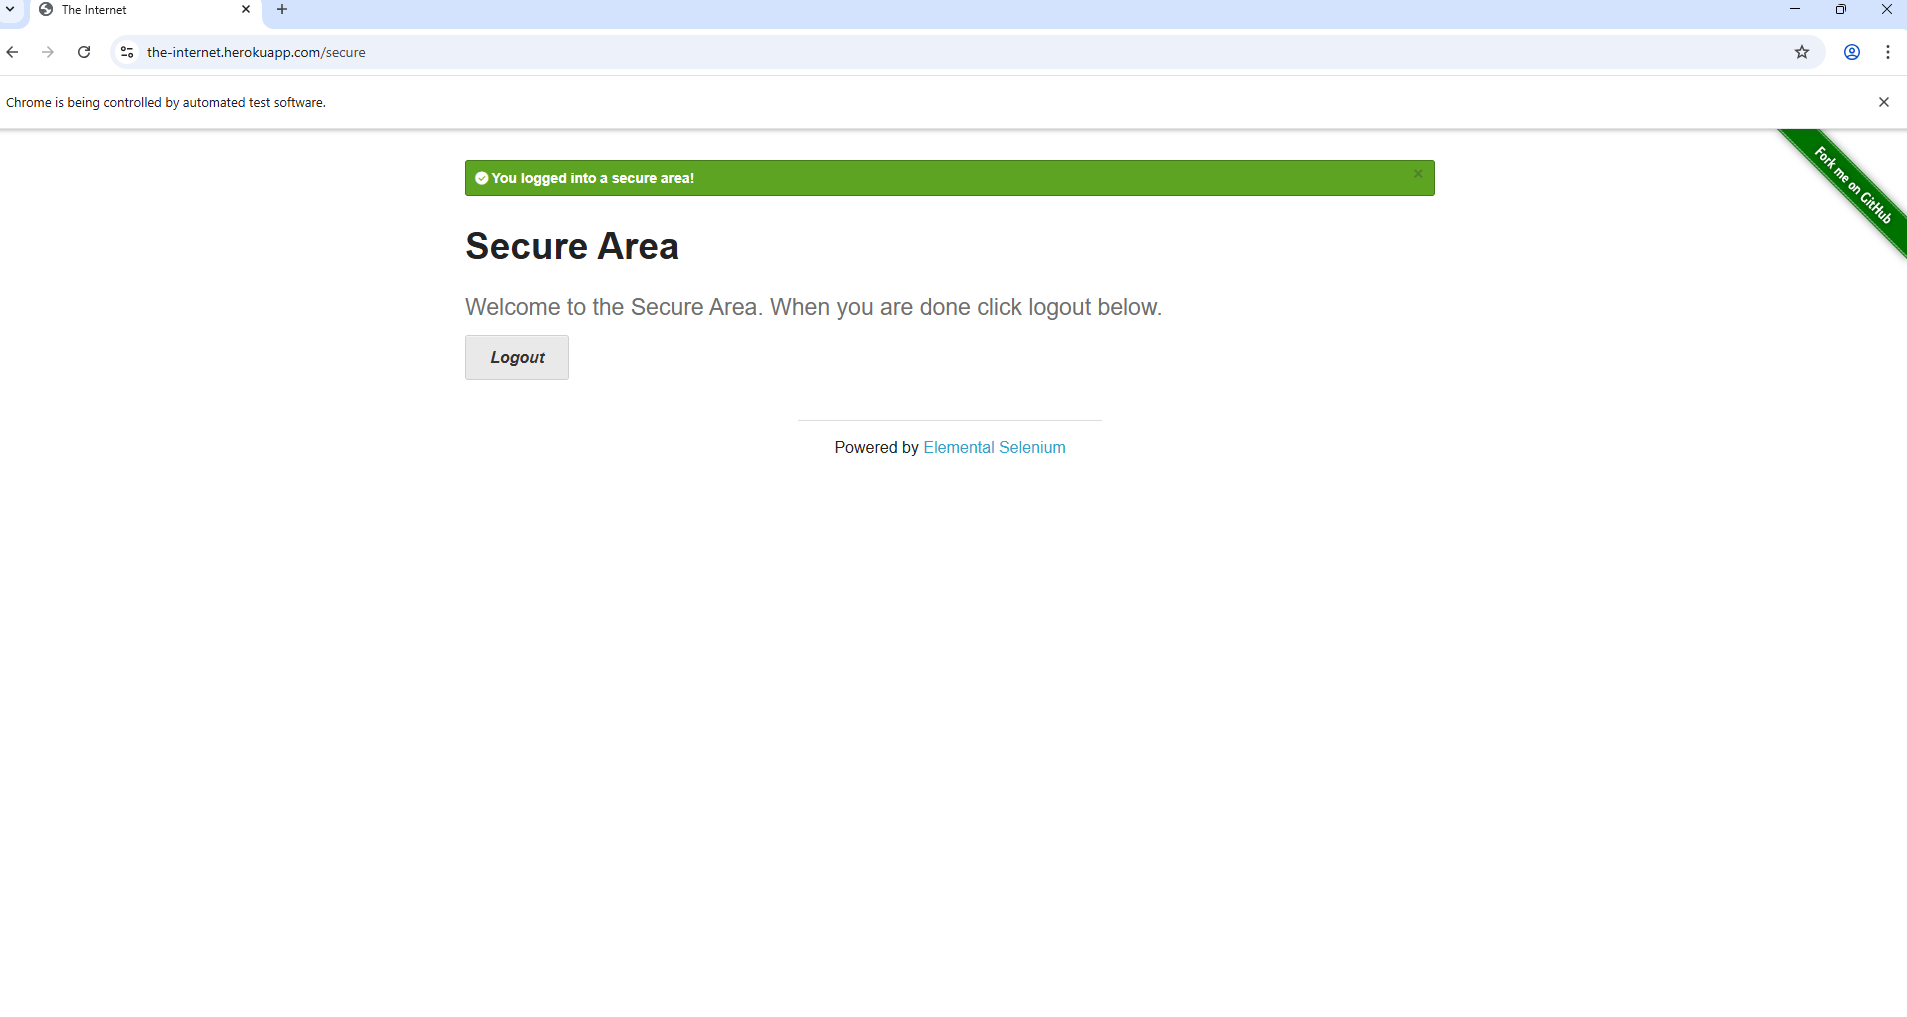 The Internet
the-internet.herokuapp.com/secure
Chrome is being controlled by automated test software.
Fork me on GitHub
You logged into a secure area!
Secure Area
Welcome to the Secure Area. When you are done click logout below.
Logout
Powered by Elemental Selenium